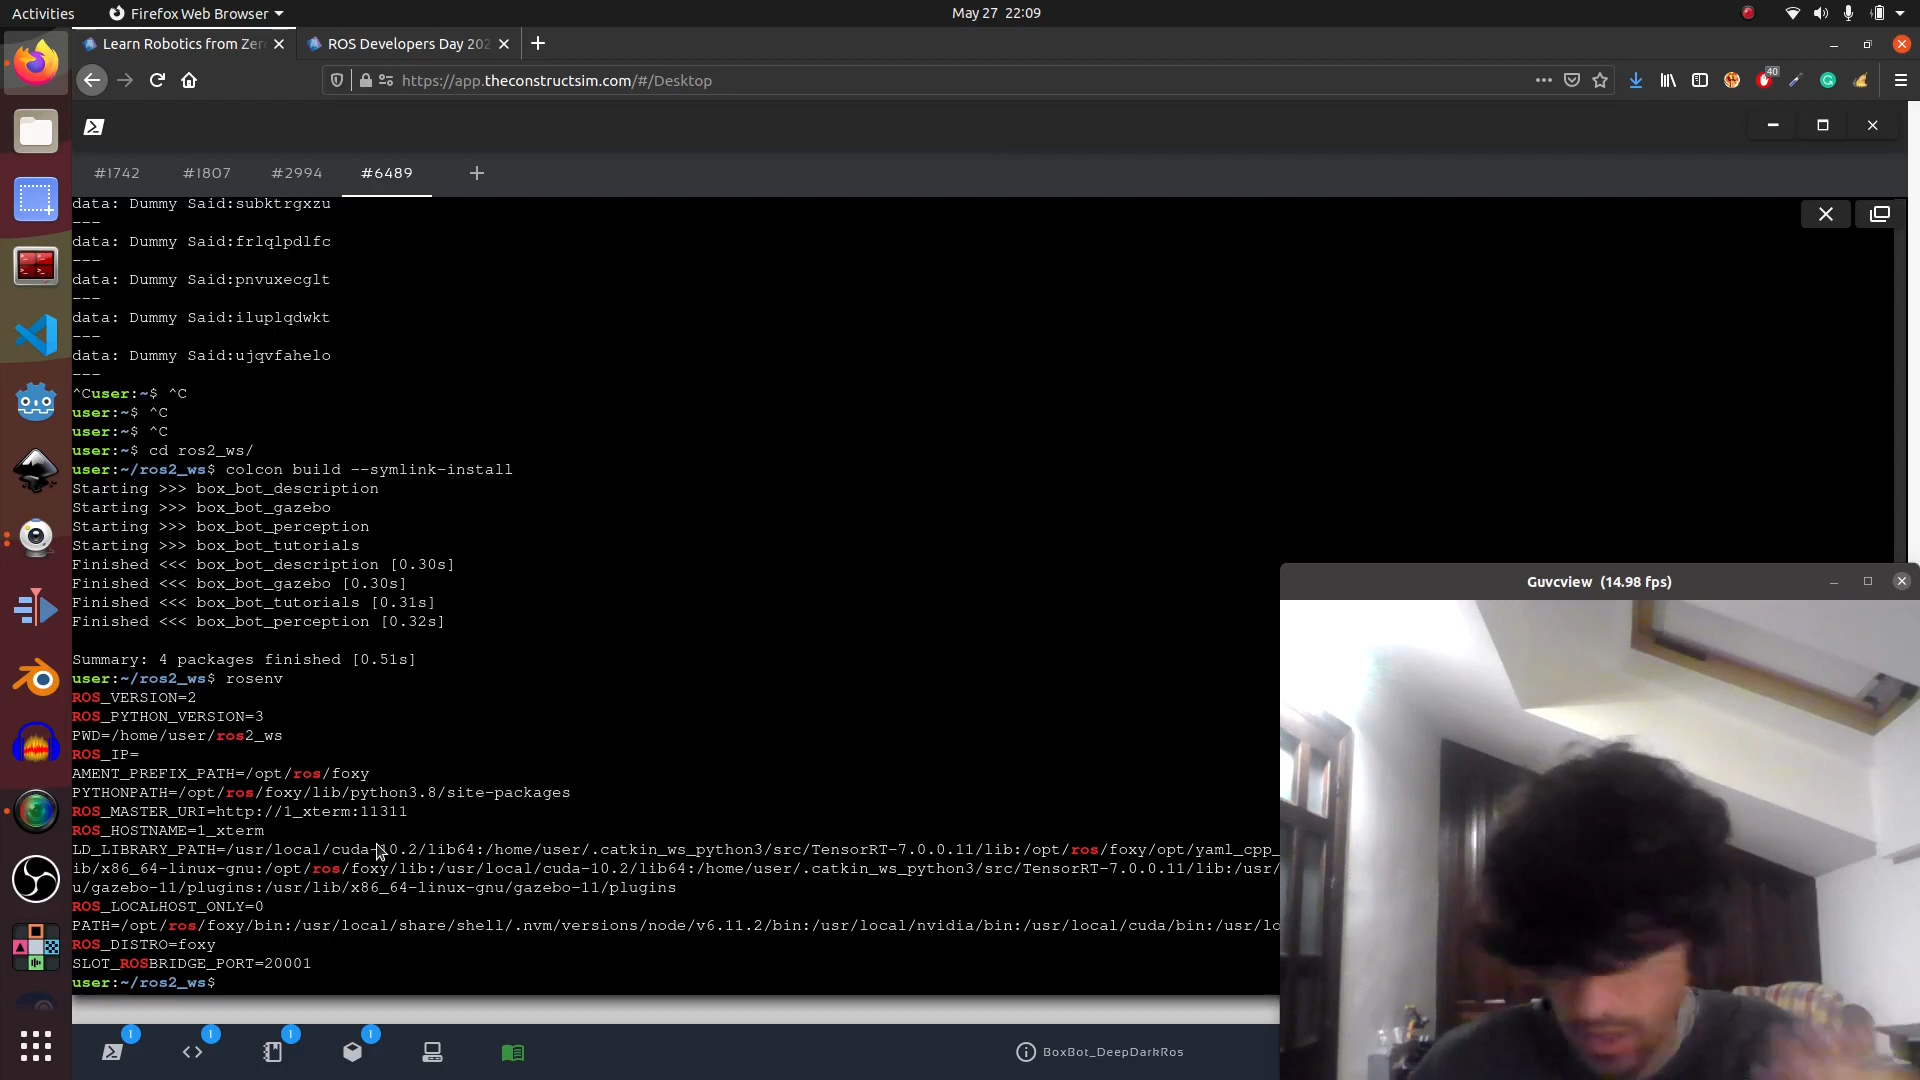 Activities
Firefox Web Browser
May 27 22:09
Learn Robotics from Zer
ROS Developers Day 202
https://app.theconstructsim.com/#/Desktop
40
#1742
#1807
#2994
#6489
data: Dummy Said:subktrgxzu
---
data: Dummy Said:frlqlpdlfc
---
data: Dummy Said:pnvuxecglt
---
data: Dummy Said:iluplqdwkt
---
data: Dummy Said:ujqvfahelo
---
^Cuser:~$ ^C
user:~$ ^C
user:~$ ^C
user:~$ cd ros2_ws/
user:~/ros2_ws$ colcon build --symlink-install
Starting >>> box_bot_description
Starting >>> box_bot_gazebo
Starting >>> box_bot_perception
Starting >>> box_bot_tutorials
Finished <<< box_bot_description [0.30s]
Finished <<< box_bot_gazebo [0.30s]
Finished <<< box_bot_tutorials [0.31s]
Finished <<< box_bot_perception [0.32s]
Summary: 4 packages finished [0.51s]
user:~/ros2_ws$ rosenv
ROS_VERSION=2
ROS_PYTHON_VERSION=3
PWD=/home/user/ros2_ws
ROS_IP=
AMENT_PREFIX_PATH=/opt/ros/foxy
PYTHONPATH=/opt/ros/foxy/lib/python3.8/site-packages
ROS_MASTER_URI=http://1_xterm:11311
ROS_HOSTNAME=1_xterm
LD_LIBRARY_PATH=/usr/local/cuda-10.2/lib64:/home/user/.catkin_ws_python3/src/TensorRT-7.0.0.11/lib:/opt/ros/foxy/opt/yaml_cpp_
ib/x86_64-linux-gnu:/opt/ros/foxy/lib:/usr/local/cuda-10.2/lib64:/home/user/.catkin_ws_python3/src/TensorRT-7.0.0.11/lib:/usr/
u/gazebo-11/plugins:/usr/lib/x86_64-linux-gnu/gazebo-11/plugins
ROS_LOCALHOST_ONLY=0
PATH=/opt/ros/foxy/bin:/usr/local/share/shell/.nvm/versions/node/v6.11.2/bin:/usr/local/nvidia/bin:/usr/local/cuda/bin:/usr/lo
ROS_DISTRO=foxy
SLOT_ROSBRIDGE_PORT=20001
user:~/ros2_ws$
Guvcview (14.98 fps)
1
1
1
1
BoxBot_DeepDarkRos